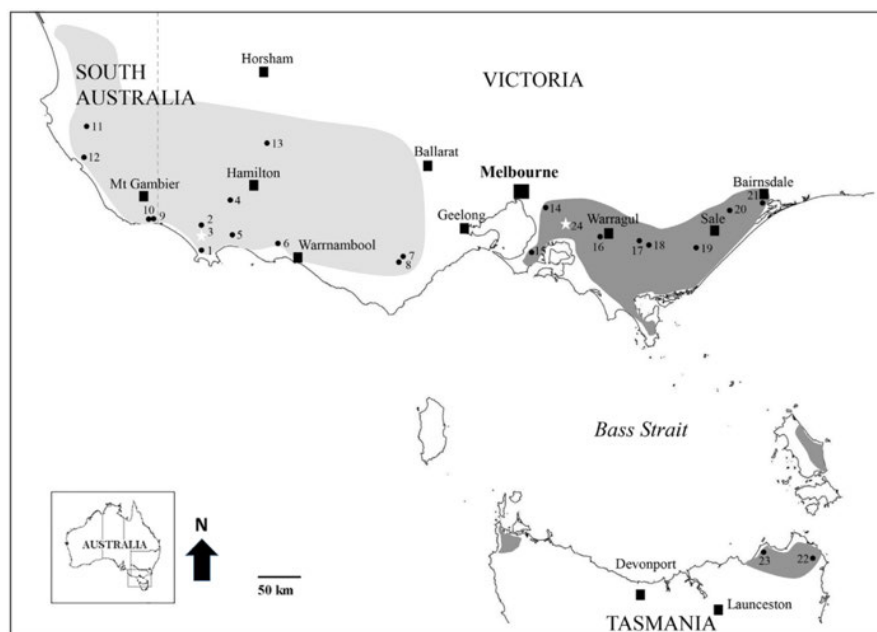 Horsham
SOUTH
AUSTRALIA
VICTORIA
11
13
12
Ballarat
Hamilton
Mt Gambier
Melbourne
Bairnsdale
21
4
14
20
10
9
2
Geelong
24
Warragul
Sale
3
5
6
16
17
18
19
1
Warrnambool
7
8
15
Bass Strait
N
AUSTRALIA
50 km
Devonport
23
22
Launceston
TASMANIA